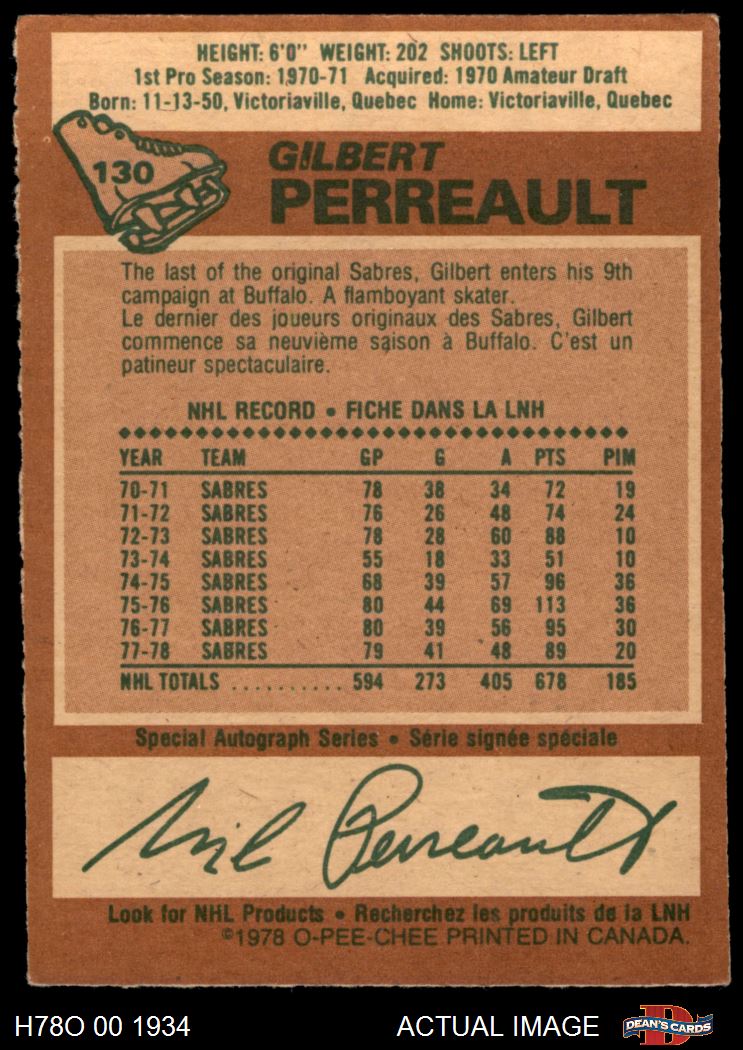 HEIGHT: 6'0" WEIGHT: 202 SHOOTS: LEFT
1st Pro Season: 1970-71 Acquired: 1970 Amateur Draft
Born: 11-13-50, Victoriaville, Quebec Home: Victoriaville, Quebec
130
GILBERT
PERREAULT
The last of the original Sabres, Gilbert enters his 9th
campaign at Buffalo. A flamboyant skater.
Le dernier des joueurs originaux des Sabres, Gilbert
commence sa neuvième saison à Buffalo. C'est un
patineur spectaculaire.
NHL RECORD • FICHE DANS LA LNH
YEAR TEAM GP G A PTS PIM
70-71 SABRES 78 38 34 72 19
71-72 SABRES 76 26 48 74 24
72-73 SABRES 78 28 60 88 10
73-74 SABRES 55 18 33 51 10
74-75 SABRES 68 39 57 96 36
75-76 SABRES 80 44 69 113 36
76-77 SABRES 80 39 56 95 30
77-78 SABRES 79 41 48 89 20
NHL TOTALS .......... 594 273 405 678 185
Special Autograph Series • Série signée spéciale
Gil Perreault
Look for NHL Products • Recherchez les produits de la LNH
©1978 O-PEE-CHEE PRINTED IN CANADA.
H78O 00 1934 ACTUAL IMAGE D DEAN'S CARDS